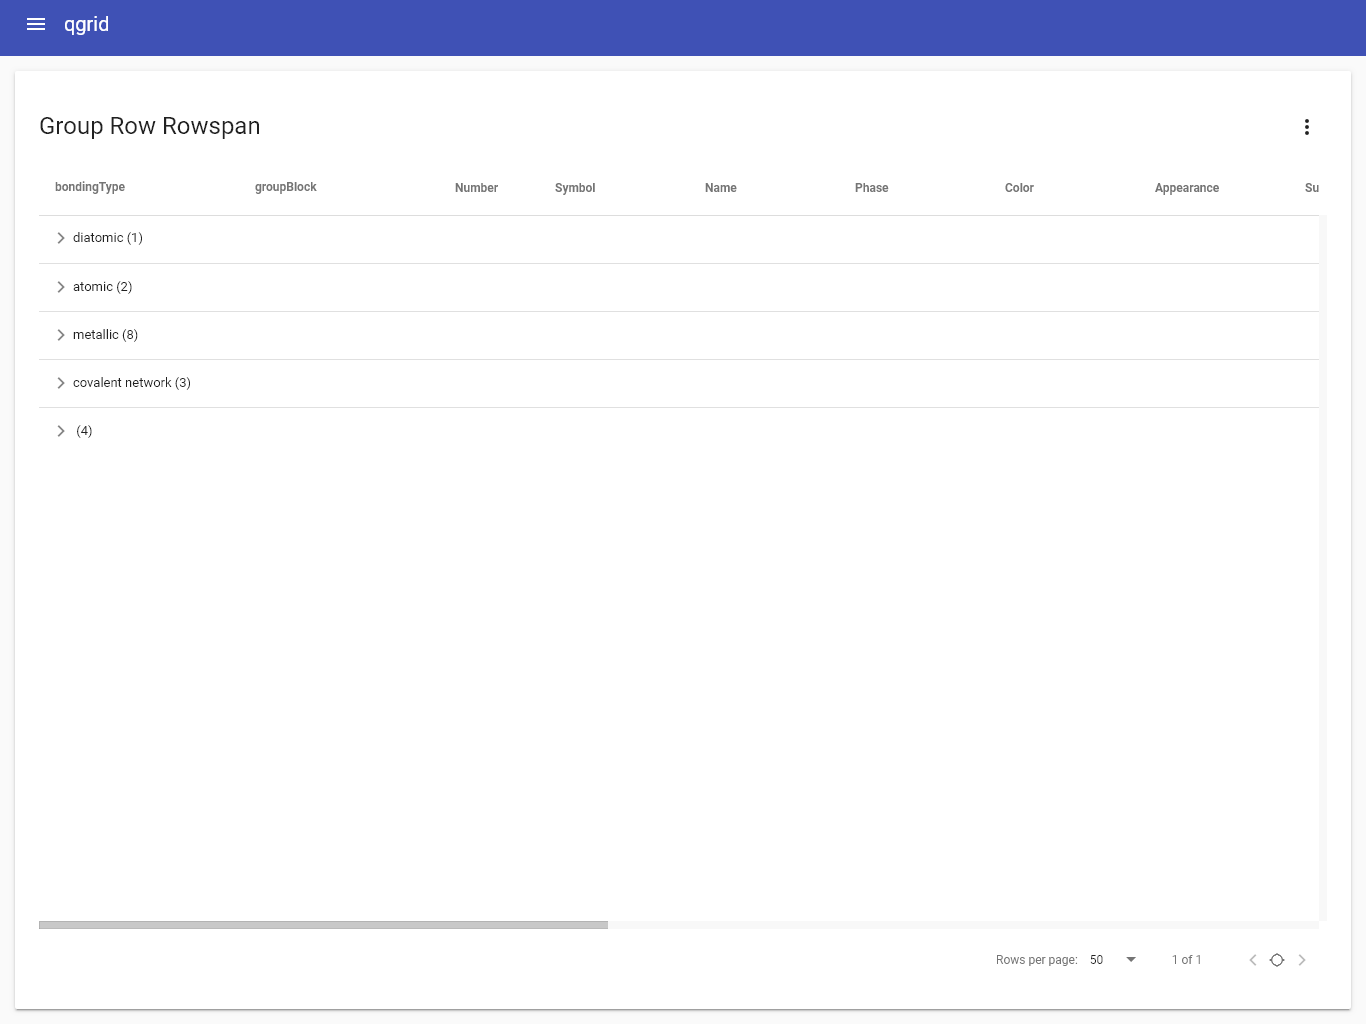 qgrid
Group Row Rowspan
bondingType groupBlock Number Symbol Name Phase Color Appearance Su
diatomic (1)
atomic (2)
metallic (8)
covalent network (3)
(4)
Rows per page: 50 1 of 1